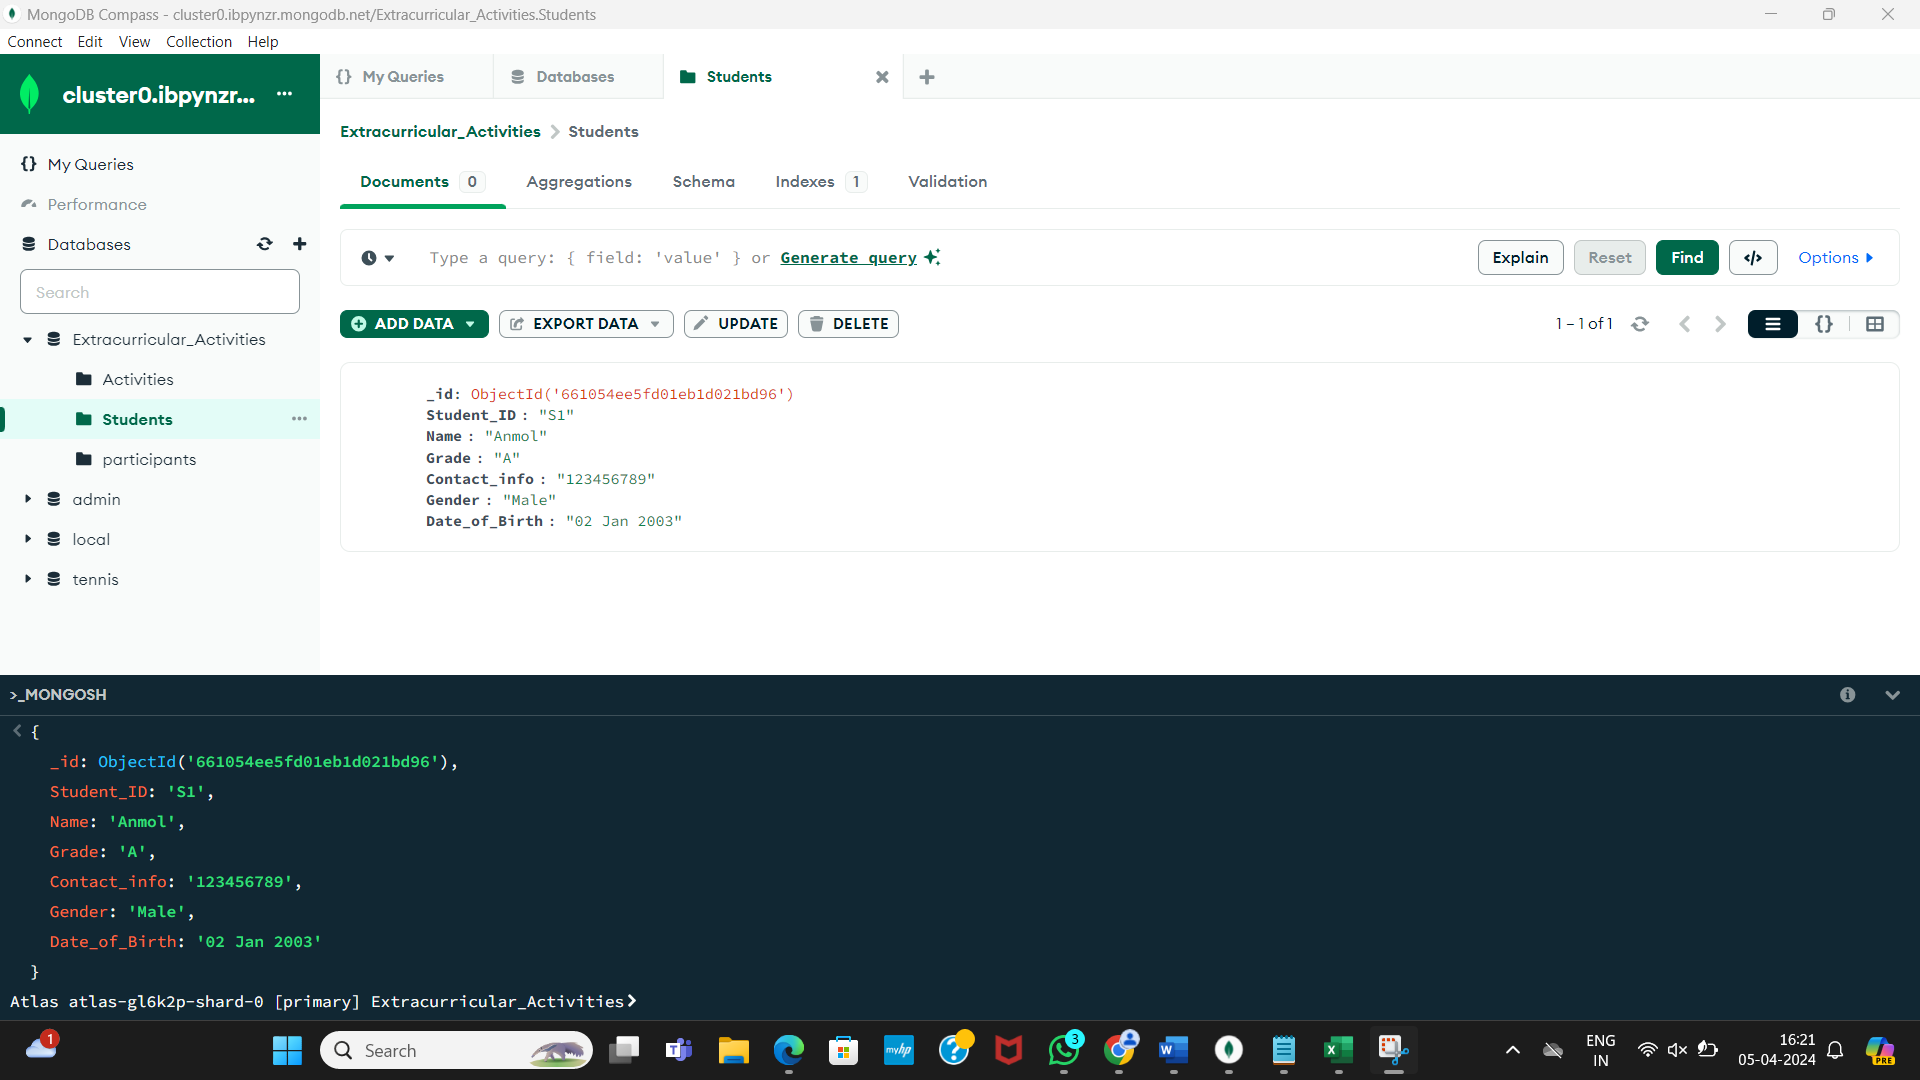 MongoDB Compass - cluster0.ibpynzr.mongodb.net/Extracurricular_Activities.Students
Connect Edit View Collection Help
cluster0.ibpynzr... ...
{} My Queries
Performance
Databases
Search
Extracurricular_Activities
Activities
Students ...
participants
admin
local
tennis
{} My Queries Databases Students
Extracurricular_Activities > Students
Documents 0 Aggregations Schema Indexes 1 Validation
Type a query: { field: 'value' } or Generate query
Explain Reset Find </> Options
ADD DATA EXPORT DATA UPDATE DELETE
1 – 1 of 1 {}
_id: ObjectId('661054ee5fd01eb1d021bd96')
Student_ID : "S1"
Name : "Anmol"
Grade : "A"
Contact_info : "123456789"
Gender : "Male"
Date_of_Birth : "02 Jan 2003"
>_MONGOSH
< {
_id: ObjectId('661054ee5fd01eb1d021bd96'),
Student_ID: 'S1',
Name: 'Anmol',
Grade: 'A',
Contact_info: '123456789',
Gender: 'Male',
Date_of_Birth: '02 Jan 2003'
}
Atlas atlas-gl6k2p-shard-0 [primary] Extracurricular_Activities>
1
Search
myhp
3
ENG
IN
16:21
05-04-2024
PRE